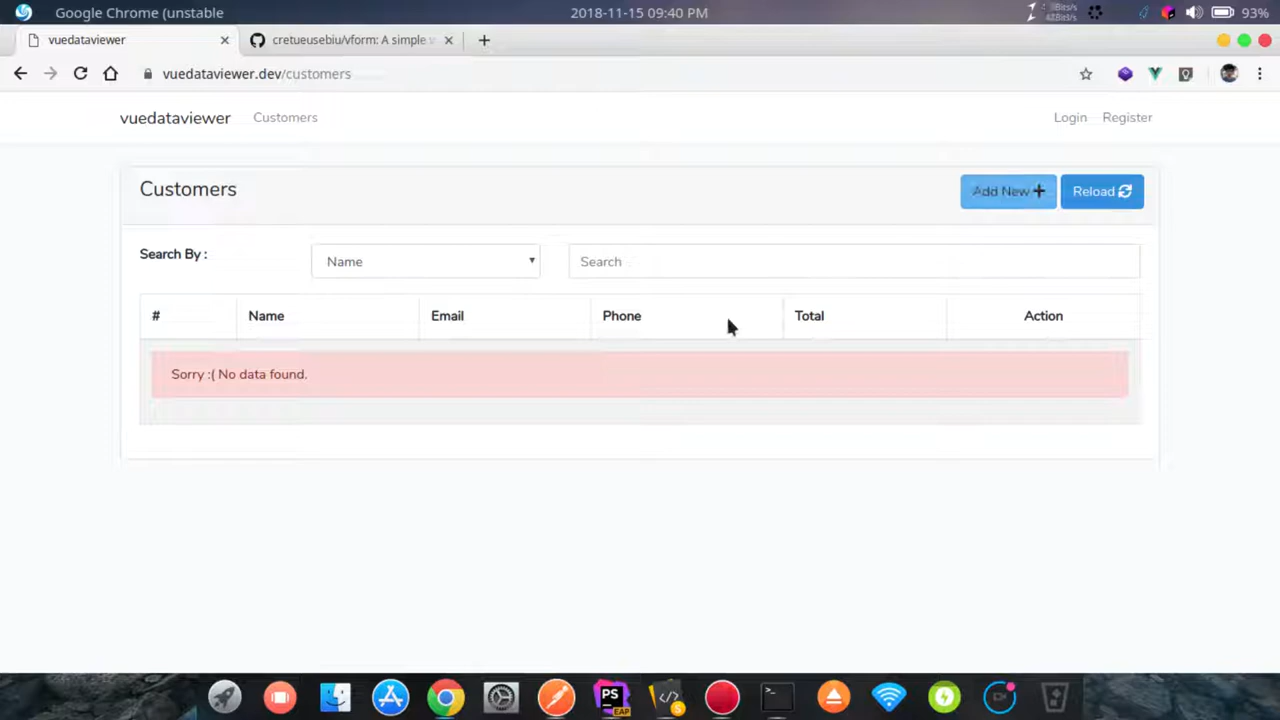 Google Chrome (unstable
2018-11-15 09:40 PM
93%
vuedataviewer
cretueusebiu/vform: A simple
vuedataviewer.dev/customers
vuedataviewer
Customers
Login
Register
Customers
Add New
Reload
Search By :
Name
Search
#
Name
Email
Phone
Total
Action
Sorry :( No data found.
PS
EAP